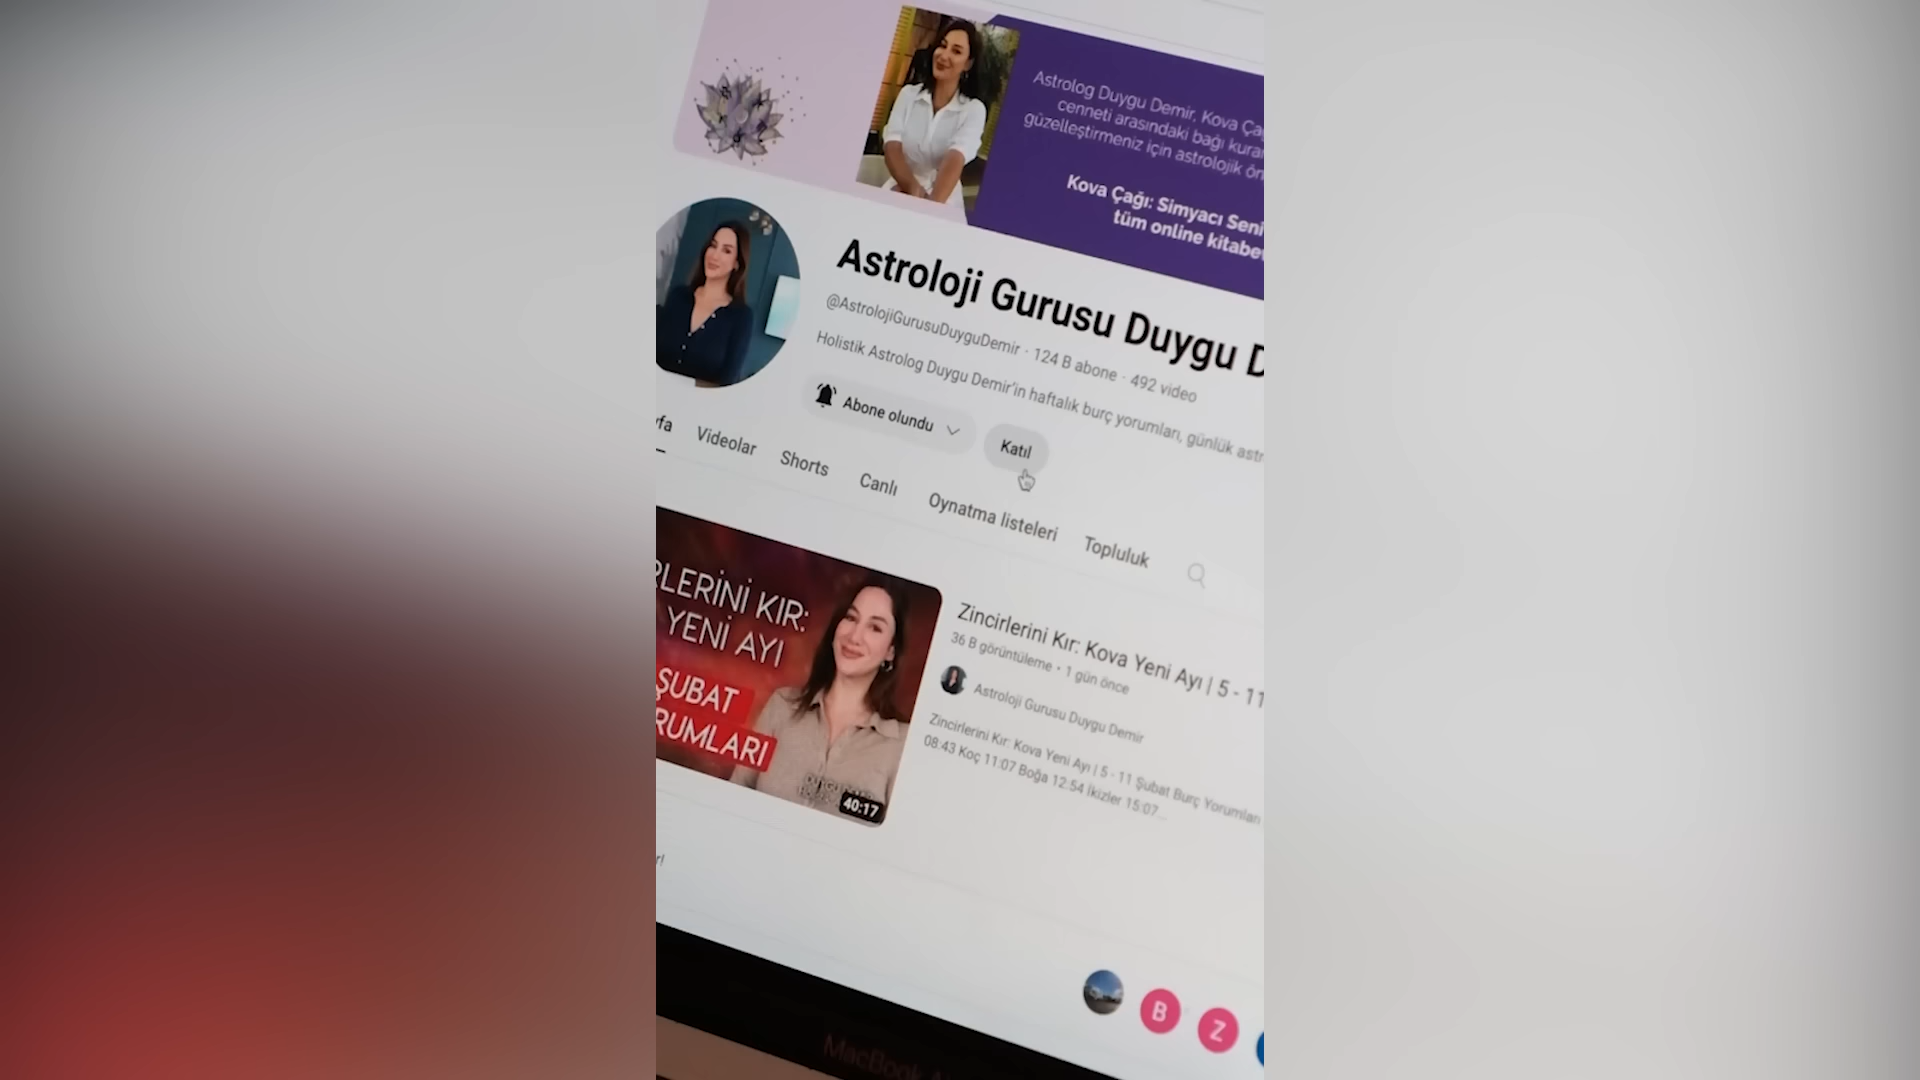 Astrolog Duygu Demir, Kova Ça
cenneti arasındaki bağı kura
güzelleştirmeniz için astrolojik ön
Kova Çağı: Simyacı Seni
tüm online kitabev
Astroloji Gurusu Duygu D
@AstrolojiGurusuDuyguDemir · 124 B abone · 492 video
Holistik Astrolog Duygu Demir'in haftalık burç yorumları, günlük astr
Abone olundu
Katıl
yfa Videolar Shorts Canlı Oynatma listeleri Topluluk
RLERİNİ KIR:
YENİ AYI
ŞUBAT
RUMLARI
40:17
Zincirlerini Kır: Kova Yeni Ayı | 5 - 11
36 B görüntüleme • 1 gün önce
Astroloji Gurusu Duygu Demir
Zincirlerini Kır: Kova Yeni Ayı | 5 - 11 Şubat Burç Yorumları
08:43 Koç 11:07 Boğa 12:54 İkizler 15:07...
r!
B
Z
MacBook